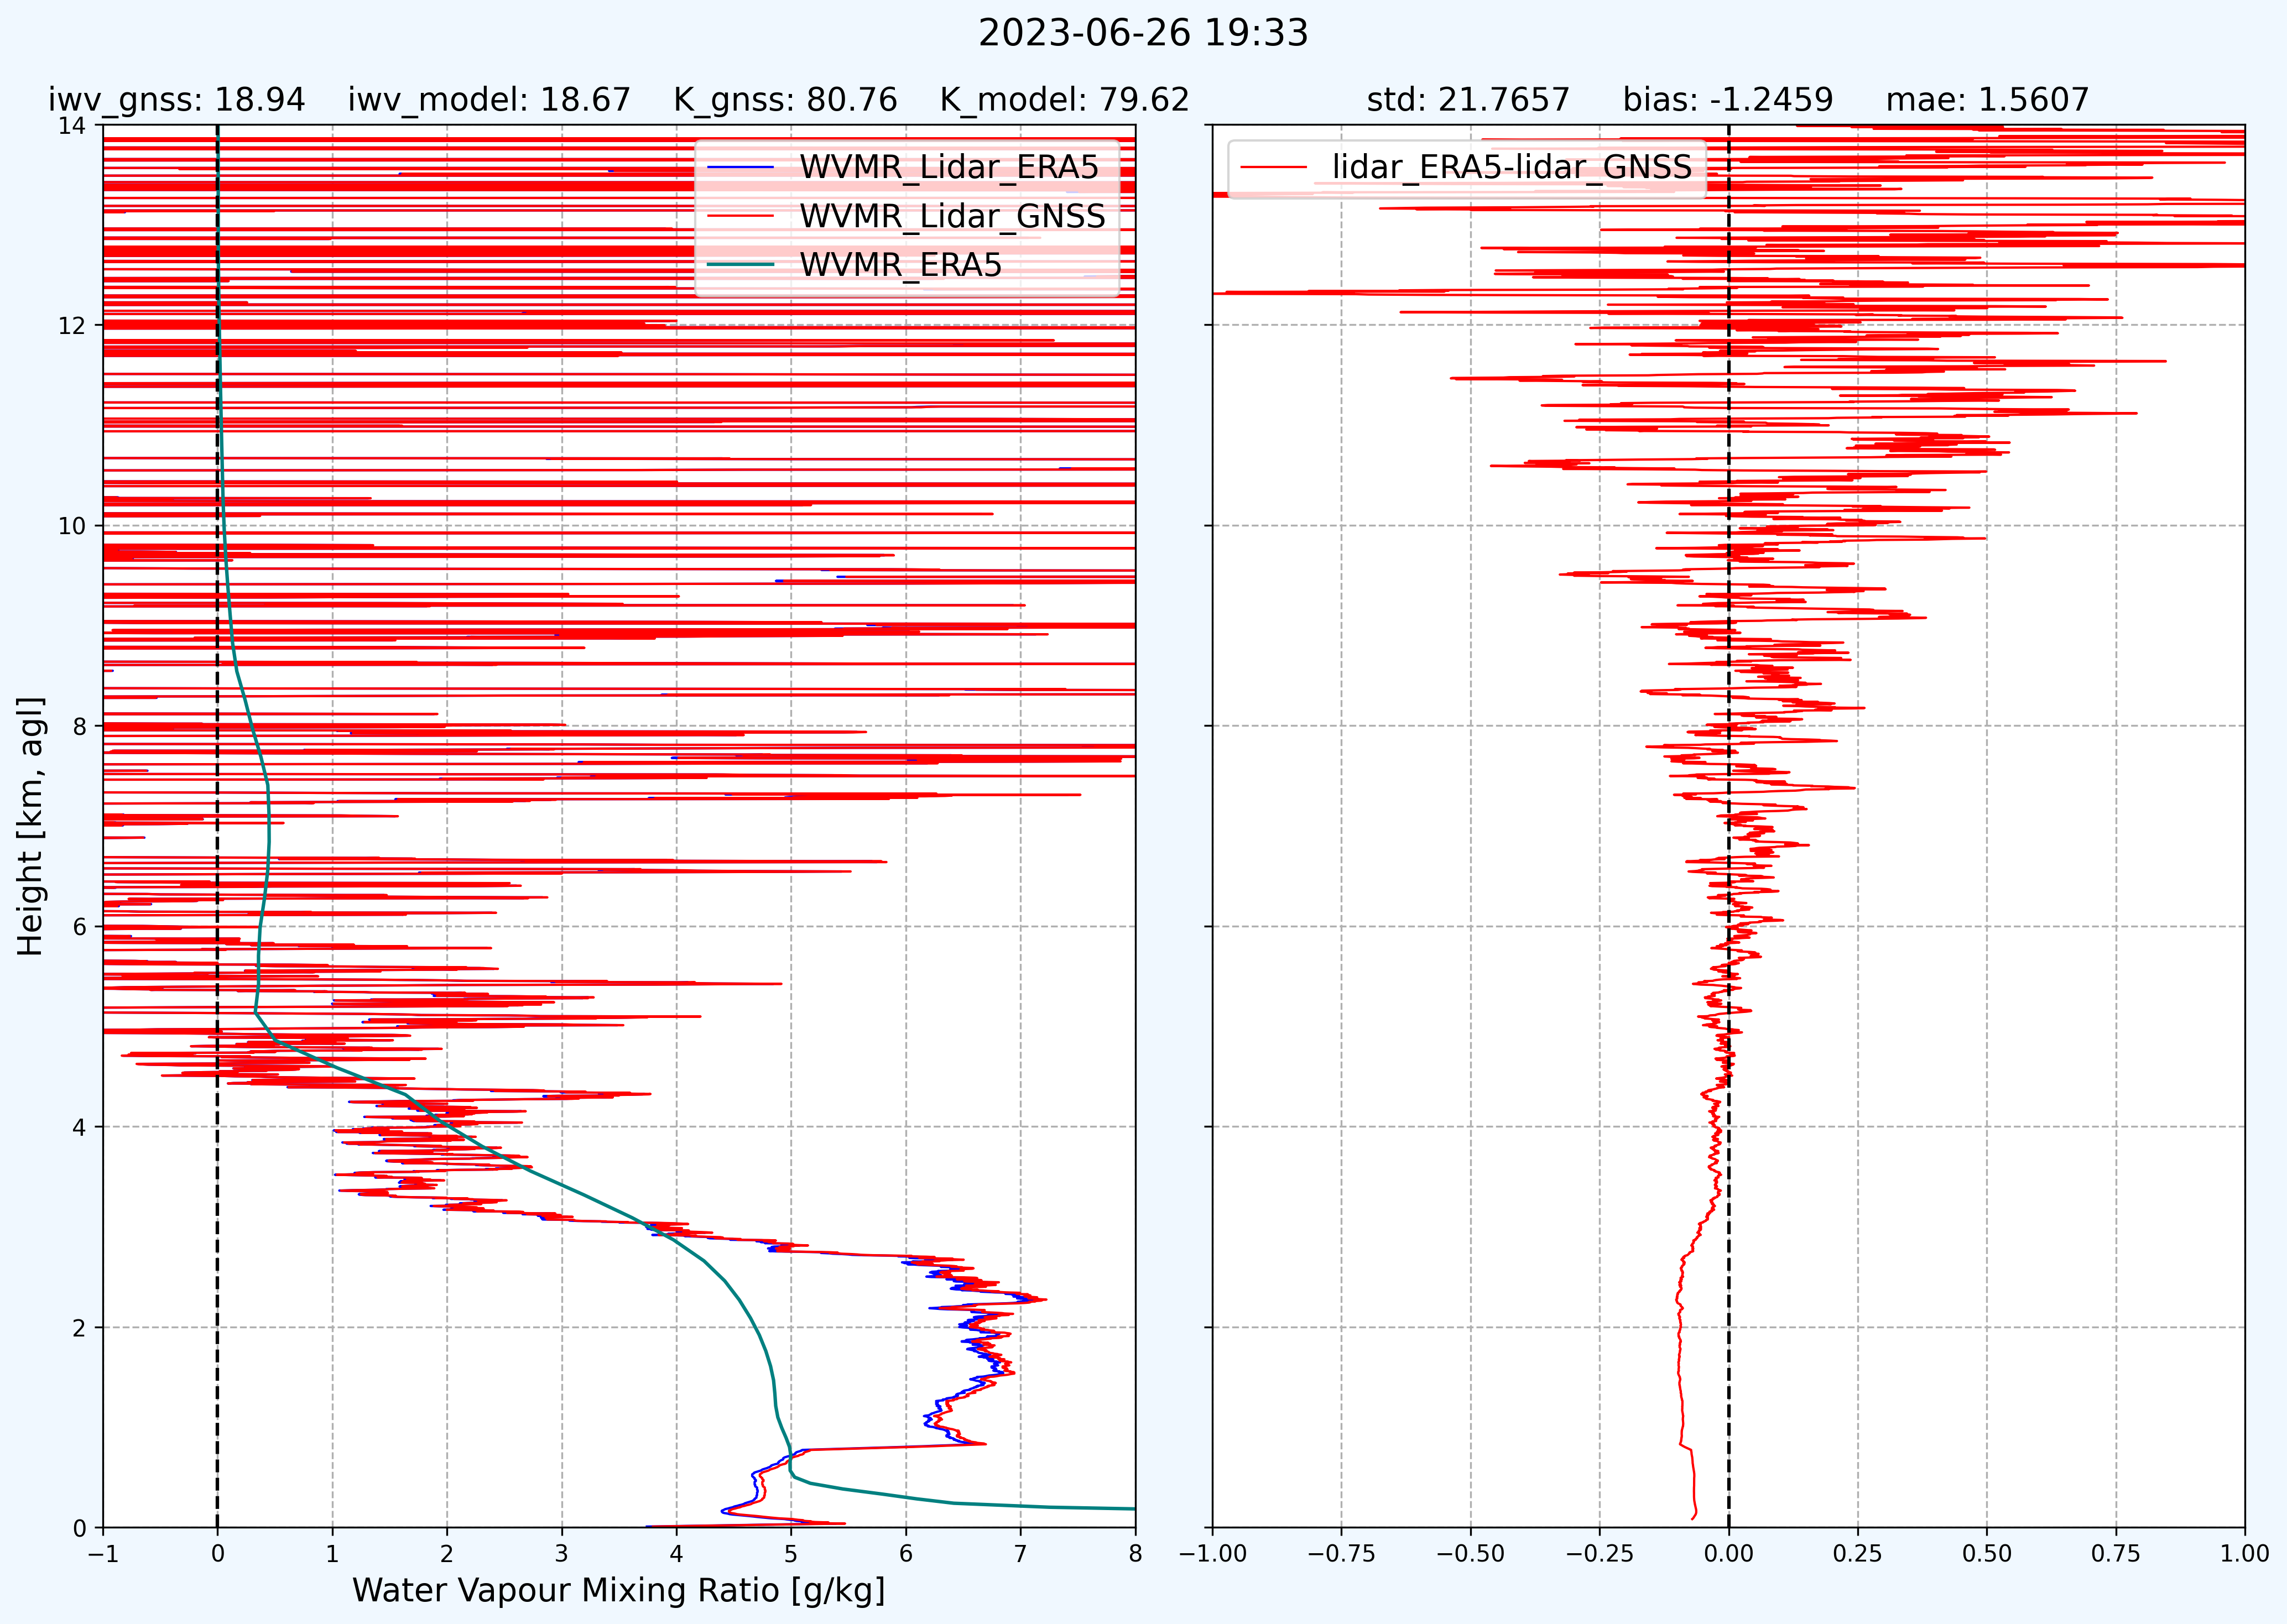 2023-06-26 19:33
iwv_gnss: 18.94 iwv_model: 18.67 K_gnss: 80.76 K_model: 79.62
std: 21.7657 bias: -1.2459 mae: 1.5607
WVMR_Lidar_ERA5
WVMR_Lidar_GNSS
WVMR_ERA5
lidar_ERA5-lidar_GNSS
14
12
10
8
6
4
2
0
Height [km, agl]
−1 0 1 2 3 4 5 6 7 8
Water Vapour Mixing Ratio [g/kg]
−1.00 −0.75 −0.50 −0.25 0.00 0.25 0.50 0.75 1.00